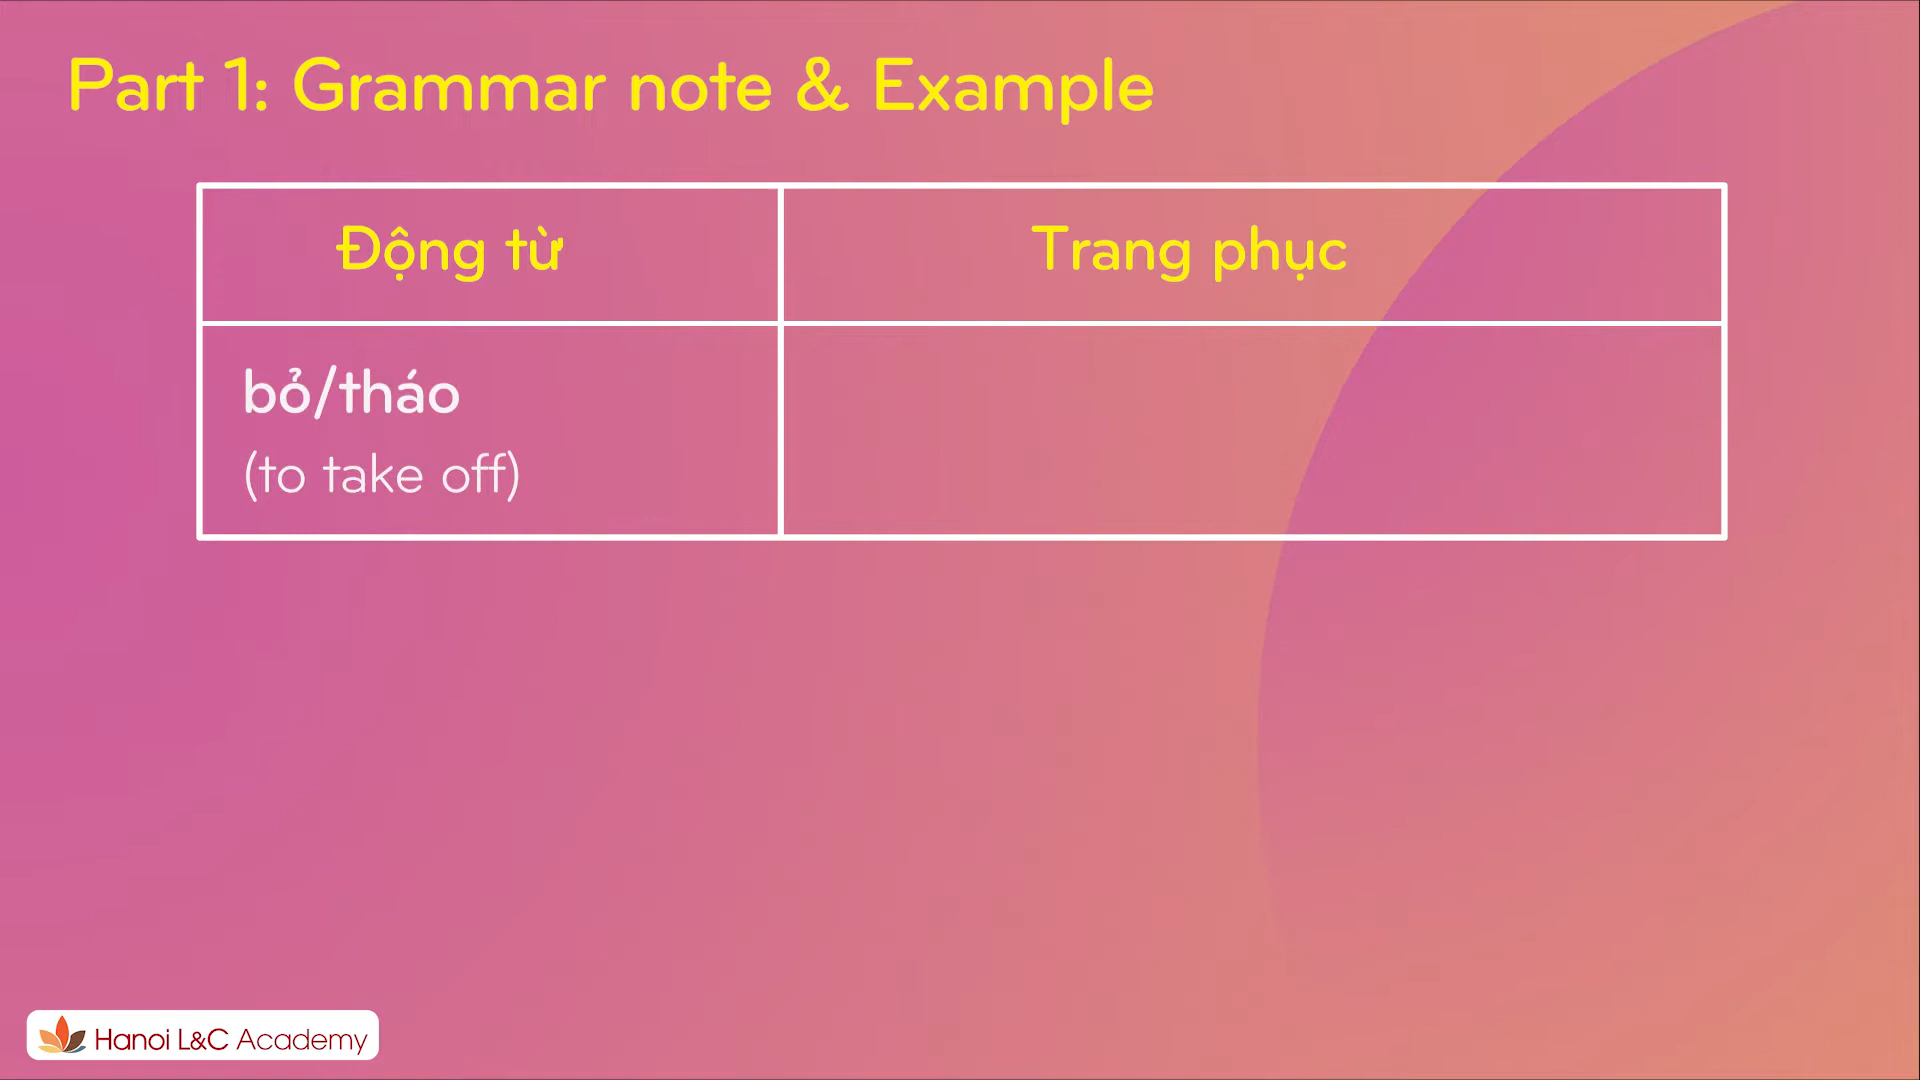 Part 1: Grammar note & Example
Động từ
Trang phục
bỏ/tháo
(to take off)
Hanoi L&C Academy